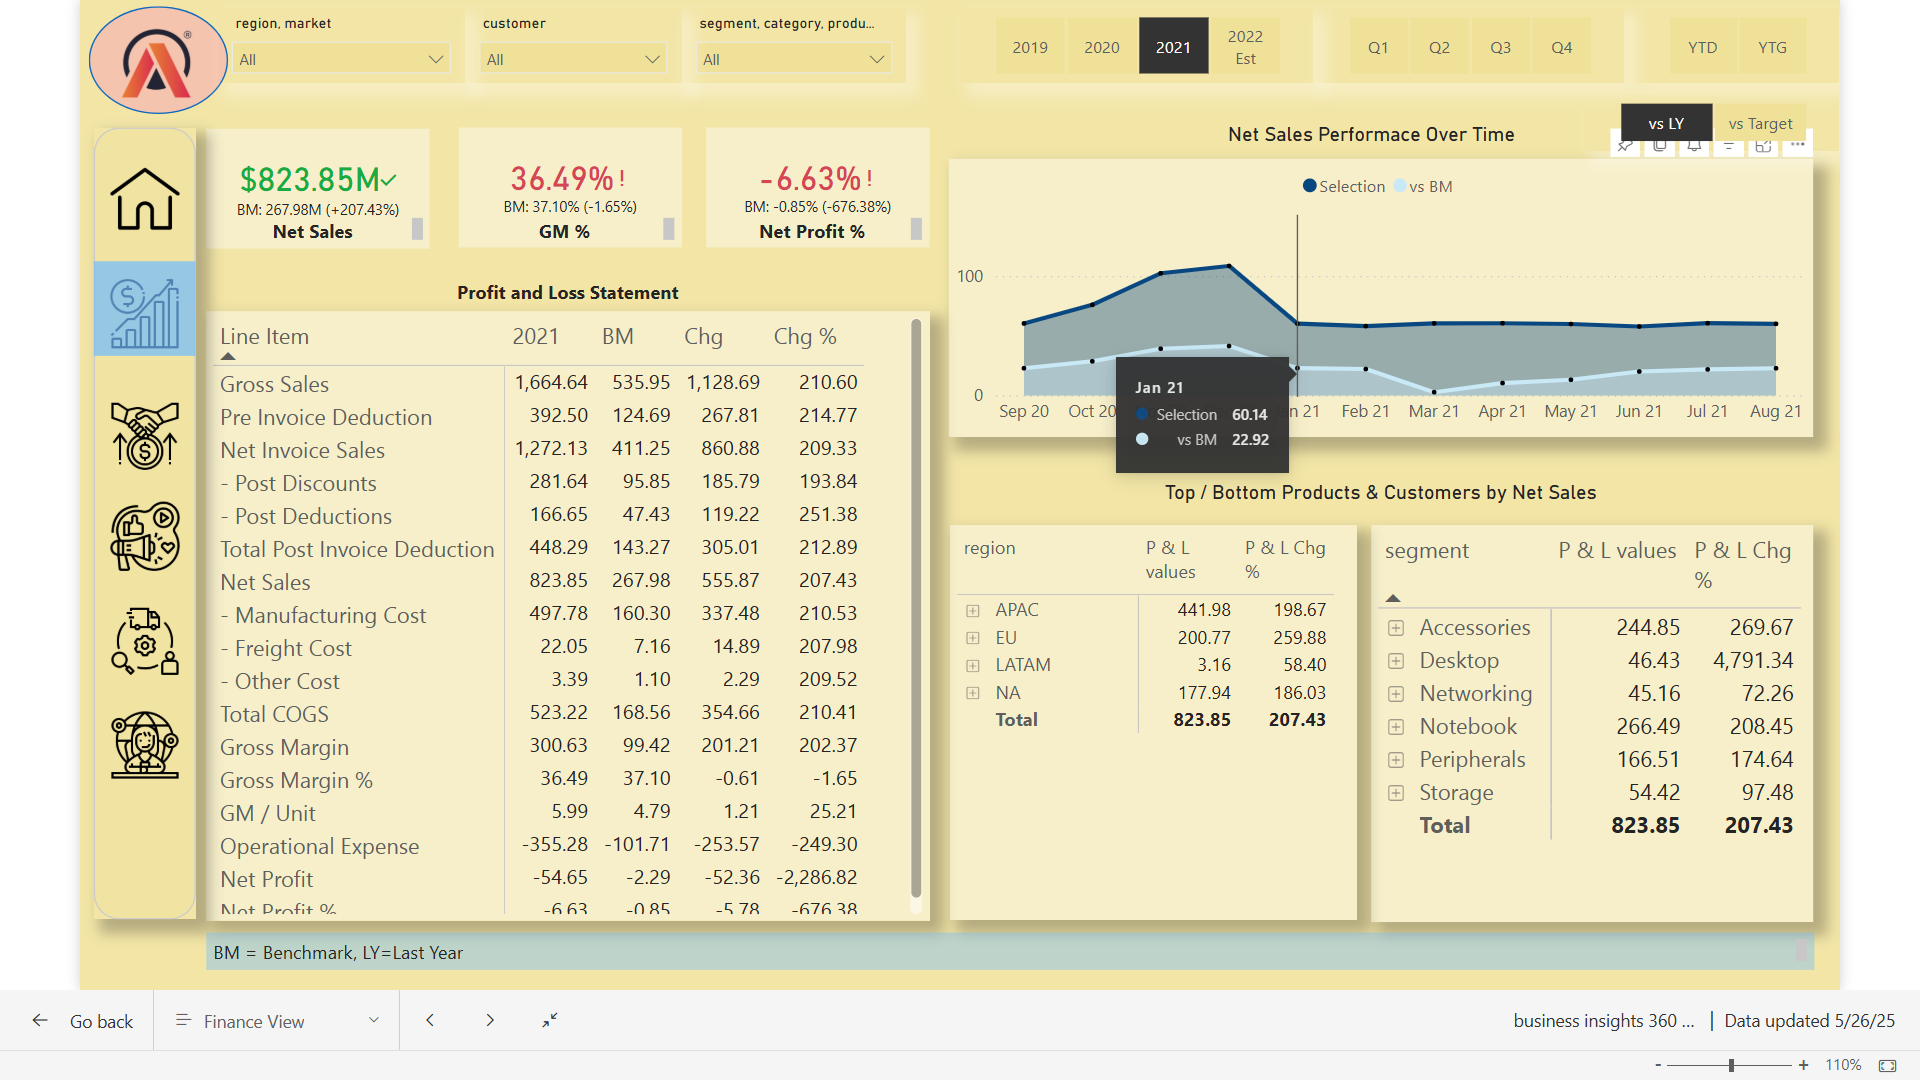 region, market
customer
segment, category, produ...
All
All
All
2019 2020 2021 2022 Est
Q1 Q2 Q3 Q4
YTD YTG
®
vs LY vs Target
$823.85M
BM: 267.98M (+207.43%)
Net Sales
36.49% !
BM: 37.10% (-1.65%)
GM %
-6.63% !
BM: -0.85% (-676.38%)
Net Profit %
Net Sales Performace Over Time
Selection vs BM
100
0
Sep 20 Oct 20 n 21 Feb 21 Mar 21 Apr 21 May 21 Jun 21 Jul 21 Aug 21
Jan 21
Selection 60.14
vs BM 22.92
Profit and Loss Statement
Line Item 2021 BM Chg Chg %
Gross Sales 1,664.64 535.95 1,128.69 210.60
Pre Invoice Deduction 392.50 124.69 267.81 214.77
Net Invoice Sales 1,272.13 411.25 860.88 209.33
- Post Discounts 281.64 95.85 185.79 193.84
- Post Deductions 166.65 47.43 119.22 251.38
Total Post Invoice Deduction 448.29 143.27 305.01 212.89
Net Sales 823.85 267.98 555.87 207.43
- Manufacturing Cost 497.78 160.30 337.48 210.53
- Freight Cost 22.05 7.16 14.89 207.98
- Other Cost 3.39 1.10 2.29 209.52
Total COGS 523.22 168.56 354.66 210.41
Gross Margin 300.63 99.42 201.21 202.37
Gross Margin % 36.49 37.10 -0.61 -1.65
GM / Unit 5.99 4.79 1.21 25.21
Operational Expense -355.28 -101.71 -253.57 -249.30
Net Profit -54.65 -2.29 -52.36 -2,286.82
Net Profit % -6.63 -0.85 -5.78 -676.38
Top / Bottom Products & Customers by Net Sales
region P & L values P & L Chg %
APAC 441.98 198.67
EU 200.77 259.88
LATAM 3.16 58.40
NA 177.94 186.03
Total 823.85 207.43
segment P & L values P & L Chg %
Accessories 244.85 269.67
Desktop 46.43 4,791.34
Networking 45.16 72.26
Notebook 266.49 208.45
Peripherals 166.51 174.64
Storage 54.42 97.48
Total 823.85 207.43
BM = Benchmark, LY=Last Year
Go back
Finance View
business insights 360 ... | Data updated 5/26/25
- + 110%